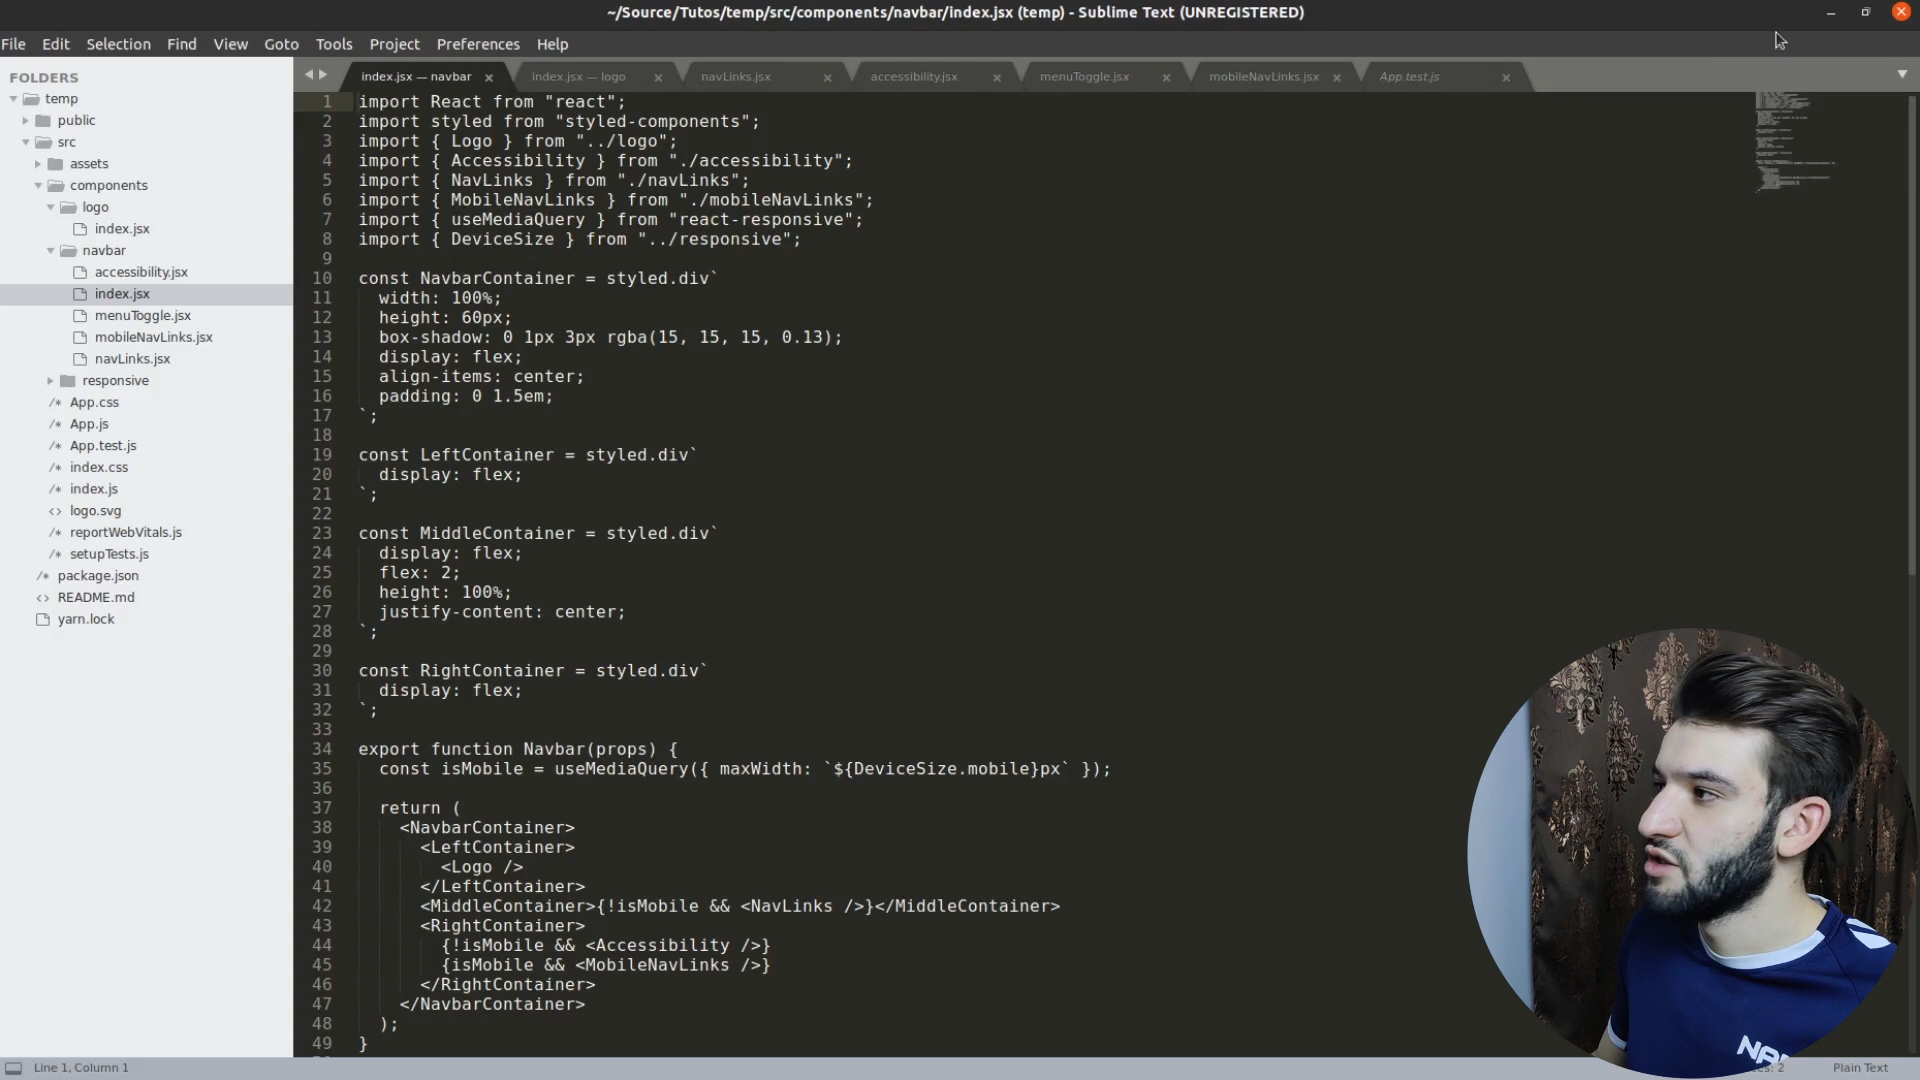 ~/Source/Tutos/temp/src/components/navbar/index.jsx (temp) - Sublime Text (UNREGISTERED)
File Edit Selection Find View Goto Tools Project Preferences Help
FOLDERS
temp
public
src
assets
components
logo
index.jsx
navbar
accessibility.jsx
index.jsx
menuToggle.jsx
mobileNavLinks.jsx
navLinks.jsx
responsive
App.css
App.js
App.test.js
index.css
index.js
logo.svg
reportWebVitals.js
setupTests.js
package.json
README.md
yarn.lock
index.jsx — navbar index.jsx — logo navLinks.jsx accessibility.jsx menuToggle.jsx mobileNavLinks.jsx App.test.js
1 import React from "react";
2 import styled from "styled-components";
3 import { Logo } from "../logo";
4 import { Accessibility } from "./accessibility";
5 import { NavLinks } from "./navLinks";
6 import { MobileNavLinks } from "./mobileNavLinks";
7 import { useMediaQuery } from "react-responsive";
8 import { DeviceSize } from "../responsive";
9
10 const NavbarContainer = styled.div`
11   width: 100%;
12   height: 60px;
13   box-shadow: 0 1px 3px rgba(15, 15, 15, 0.13);
14   display: flex;
15   align-items: center;
16   padding: 0 1.5em;
17 `;
18
19 const LeftContainer = styled.div`
20   display: flex;
21 `;
22
23 const MiddleContainer = styled.div`
24   display: flex;
25   flex: 2;
26   height: 100%;
27   justify-content: center;
28 `;
29
30 const RightContainer = styled.div`
31   display: flex;
32 `;
33
34 export function Navbar(props) {
35   const isMobile = useMediaQuery({ maxWidth: `${DeviceSize.mobile}px` });
36
37   return (
38     <NavbarContainer>
39       <LeftContainer>
40         <Logo />
41       </LeftContainer>
42       <MiddleContainer>{!isMobile && <NavLinks />}</MiddleContainer>
43       <RightContainer>
44         {!isMobile && <Accessibility />}
45         {isMobile && <MobileNavLinks />}
46       </RightContainer>
47     </NavbarContainer>
48   );
49 }
Line 1, Column 1
2 Plain Text